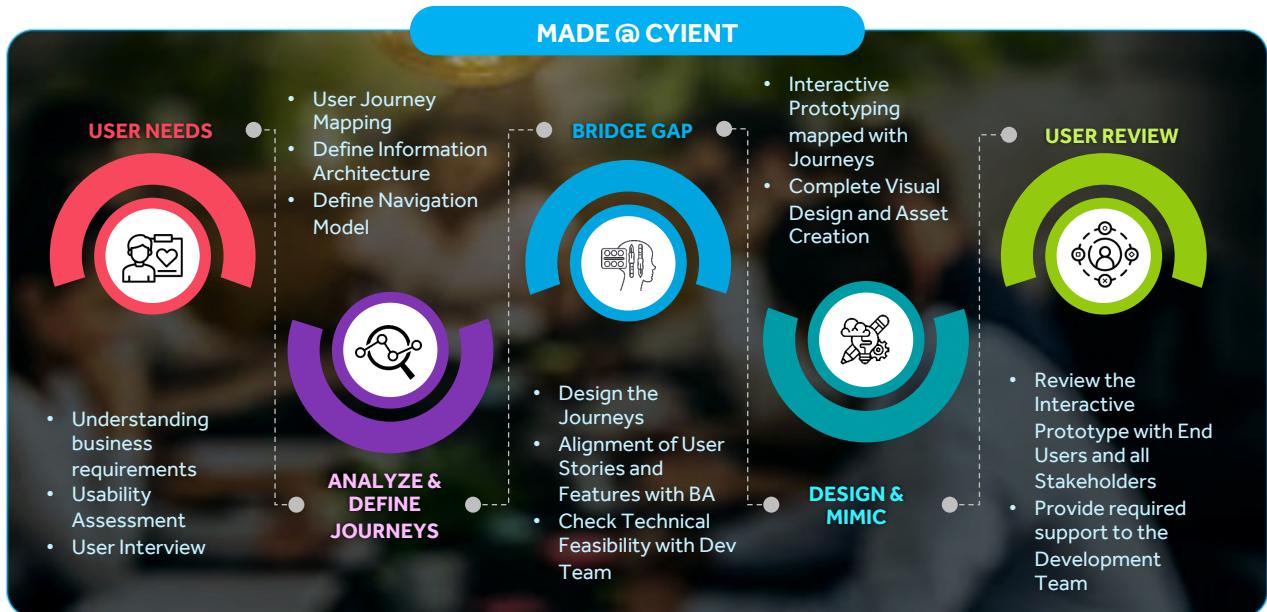 MADE @ CYIENT
USER NEEDS
• Understanding
business
requirements
• Usability
Assessment
• User Interview
• User Journey
Mapping
• Define Information
Architecture
• Define Navigation
Model
ANALYZE &
DEFINE
JOURNEYS
BRIDGE GAP
• Design the
Journeys
• Alignment of User
Stories and
Features with BA
• Check Technical
Feasibility with Dev
Team
• Interactive
Prototyping
mapped with
Journeys
• Complete Visual
Design and Asset
Creation
DESIGN &
MIMIC
USER REVIEW
• Review the
Interactive
Prototype with End
Users and all
Stakeholders
• Provide required
support to the
Development
Team